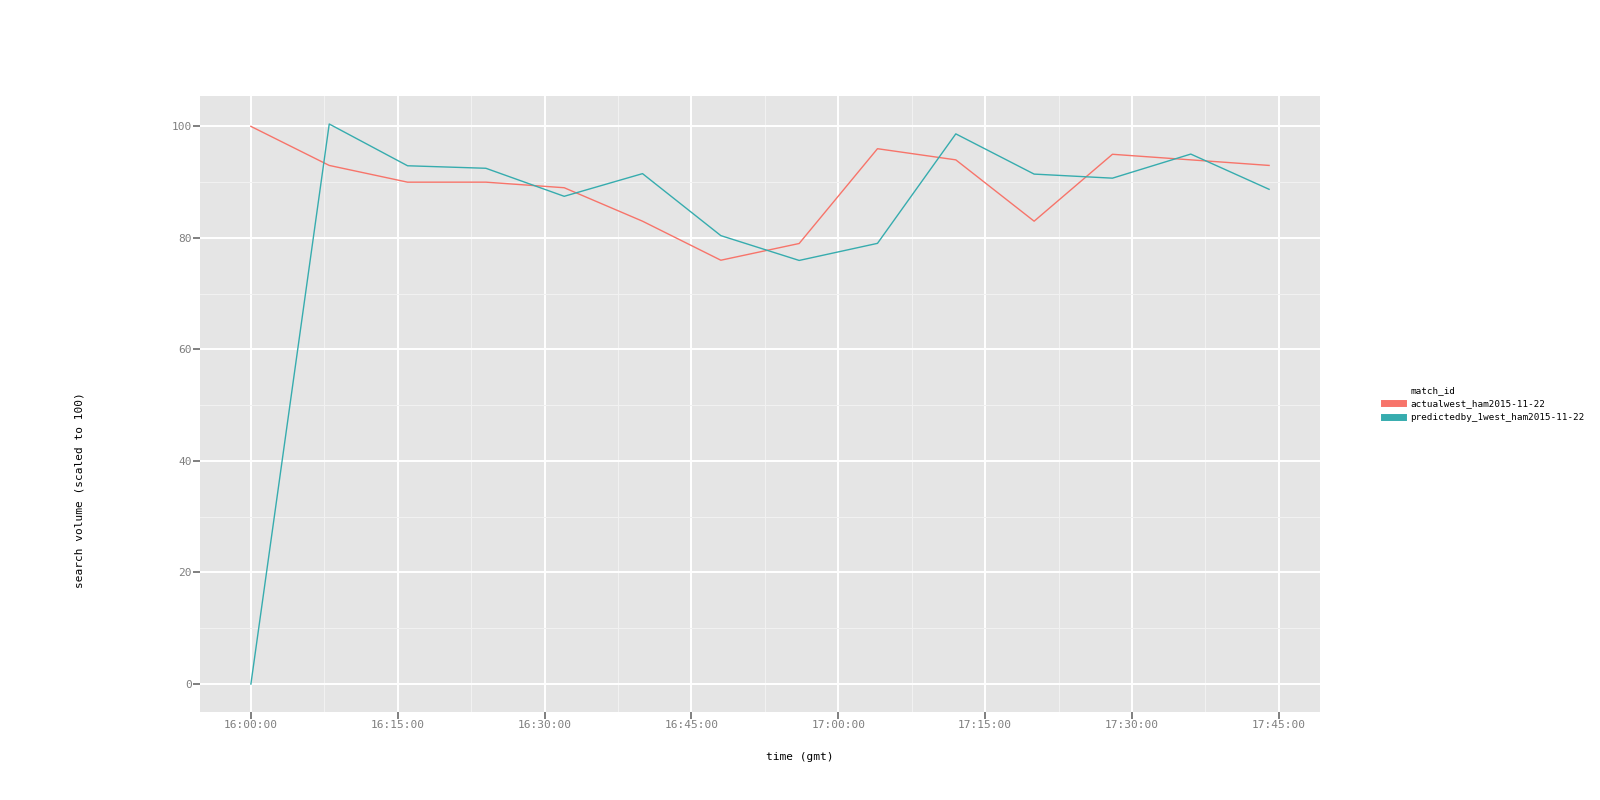 100
80
60
40
20
0
search volume (scaled to 100)
16:00:00 16:15:00 16:30:00 16:45:00 17:00:00 17:15:00 17:30:00 17:45:00
time (gmt)
match_id
actualwest_ham2015-11-22
predictedby_1west_ham2015-11-22